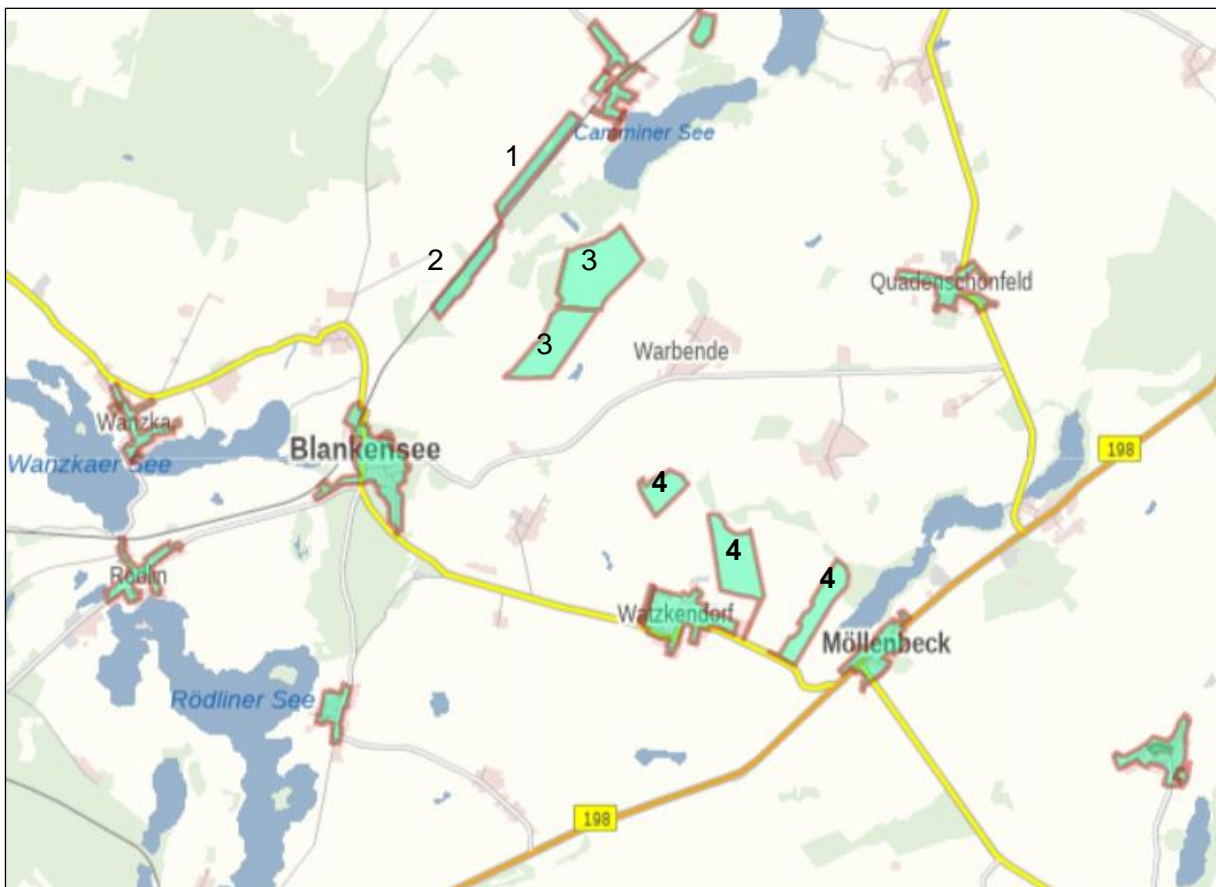 Camminer See
1
2
3
Quadenschönfeld
3
Warbende
Wanzka
Blankensee
198
Wanzkaer See
4
4
Rödlin
4
Watzkendorf
Möllenbeck
Rödliner See
198